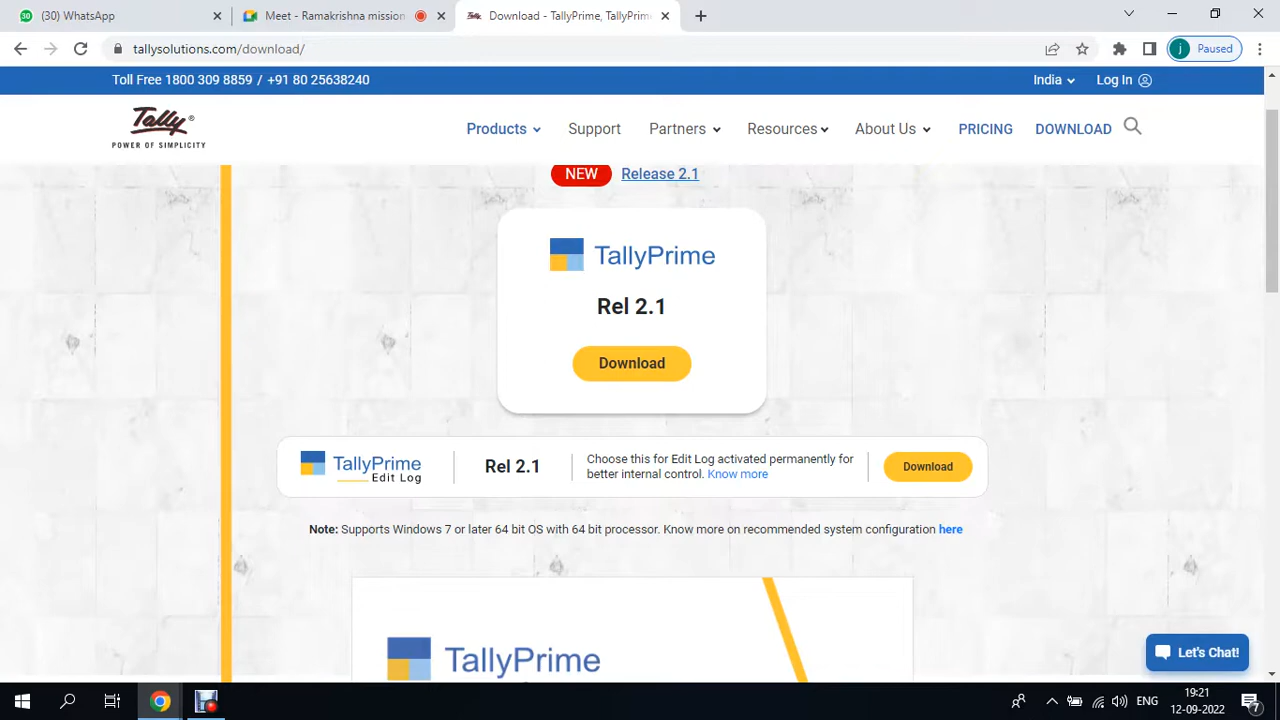 (30) WhatsApp
Meet - Ramakrishna mission
Download - TallyPrime, TallyPrim
tallysolutions.com/download/
j Paused
Toll Free 1800 309 8859 / +91 80 25638240
India
Log In
Tally
POWER OF SIMPLICITY
Products
Support
Partners
Resources
About Us
PRICING
DOWNLOAD
NEW Release 2.1
TallyPrime
Rel 2.1
Download
TallyPrime
Edit Log
Rel 2.1
Choose this for Edit Log activated permanently for
better internal control. Know more
Download
Note: Supports Windows 7 or later 64 bit OS with 64 bit processor. Know more on recommended system configuration here
TallyPrime
Let's Chat!
ENG
19:21
12-09-2022
7